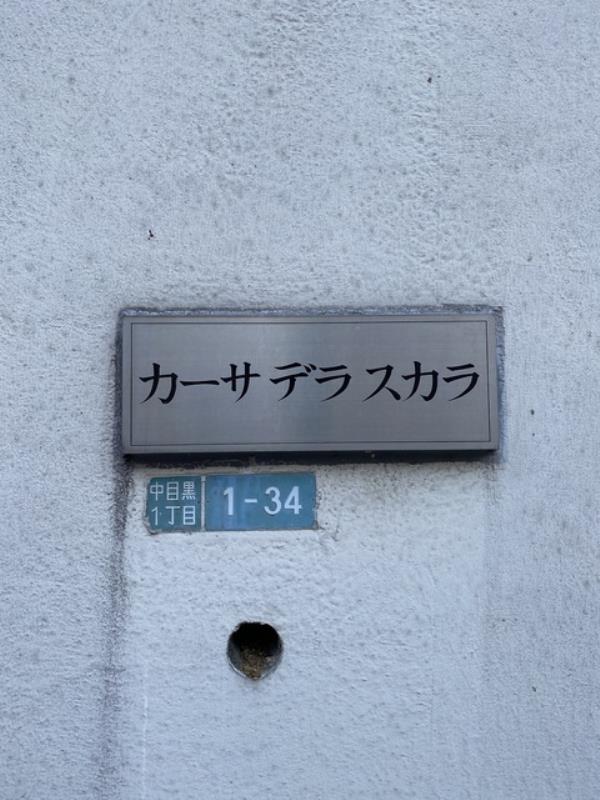 カーサ デラ スカラ
中目黒
1丁目
1-34